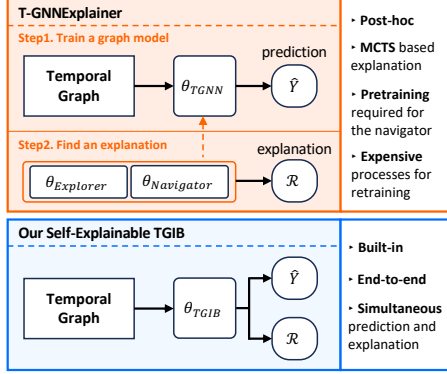 T-GNNExplainer
Step1. Train a graph model
prediction
Temporal
Graph
θ_TGNN
Ŷ
Step2. Find an explanation
explanation
θ_Explorer
θ_Navigator
ℛ
‣ Post-hoc
‣ MCTS based
explanation
‣ Pretraining
required for
the navigator
‣ Expensive
processes for
retraining
Our Self-Explainable TGIB
Temporal
Graph
θ_TGIB
Ŷ
ℛ
‣ Built-in
‣ End-to-end
‣ Simultaneous
prediction and
explanation